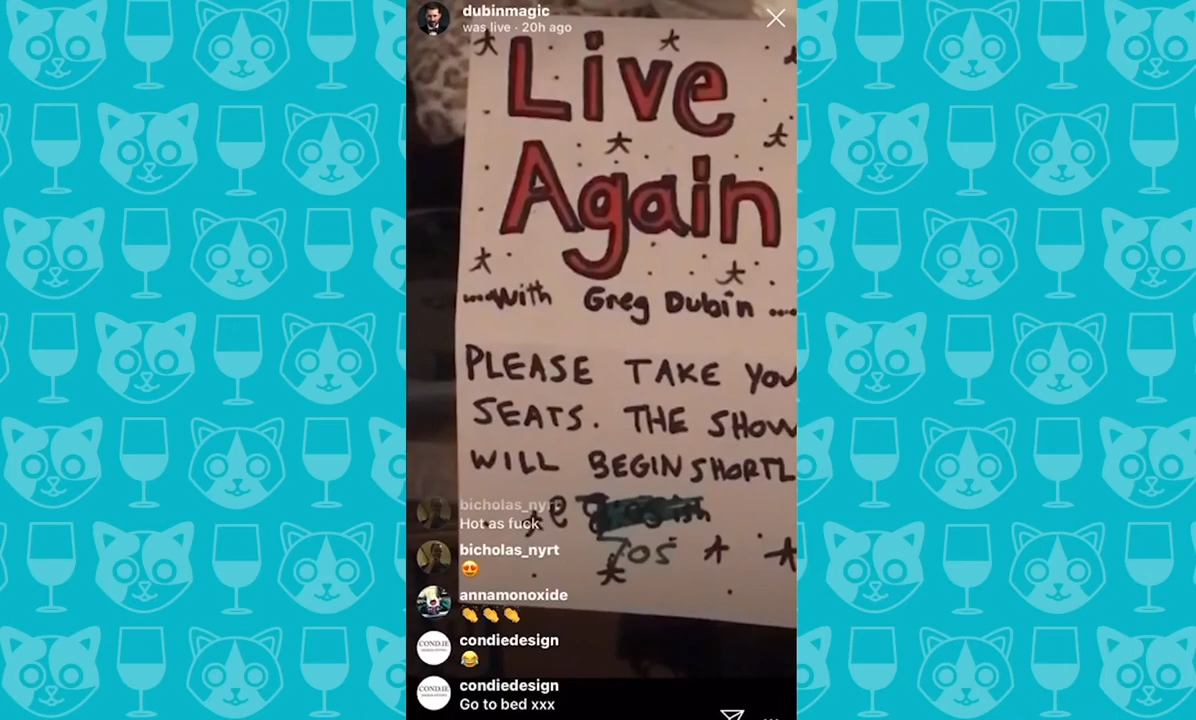 dubinmagic
was live · 20h ago
Live
Again
....with Greg Dubin ....
PLEASE TAKE YOU
SEATS. THE SHOW
WILL BEGIN SHORTL
705
bicholas_nyrt
Hot as fuck
bicholas_nyrt
😍
annamonoxide
👏👏👏
condiedesign
😂
condiedesign
Go to bed xxx